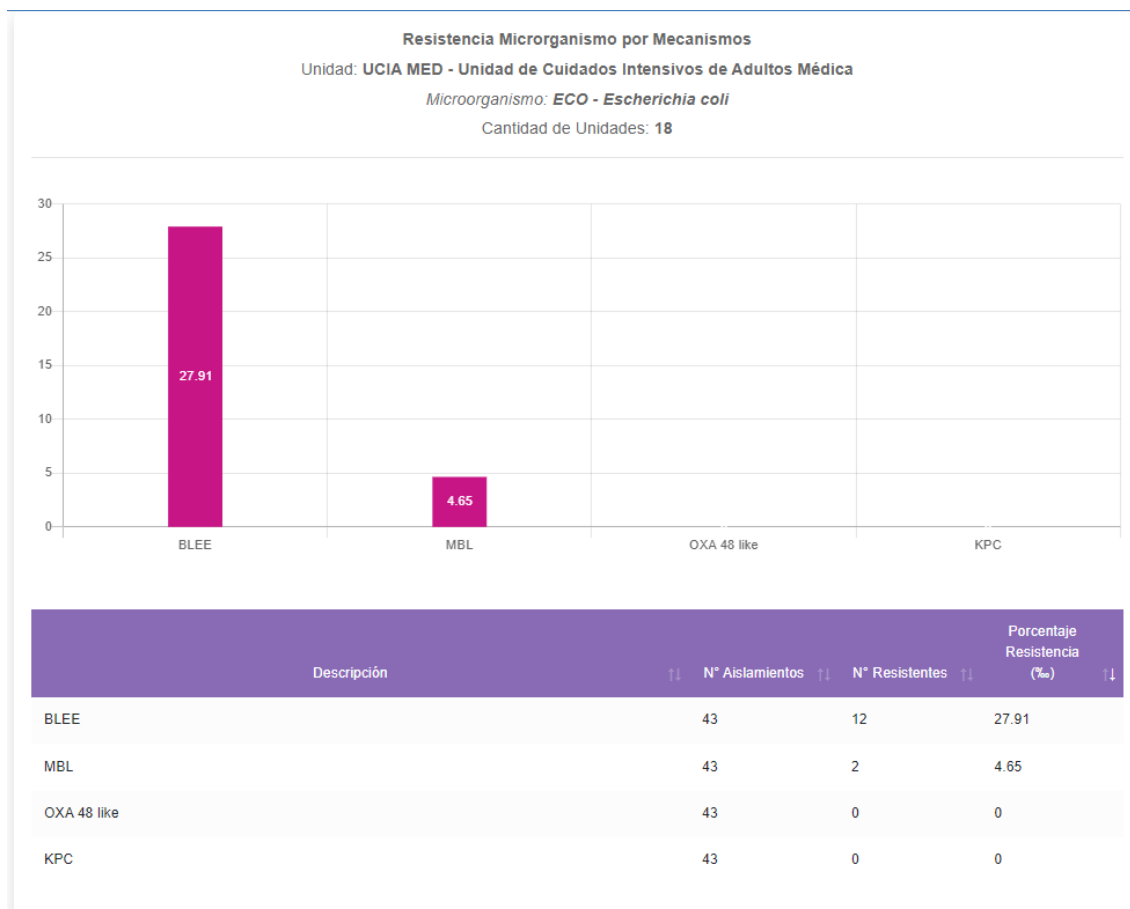 Resistencia Microrganismo por Mecanismos
Unidad: UCIA MED - Unidad de Cuidados Intensivos de Adultos Médica
Microorganismo: ECO - Escherichia coli
Cantidad de Unidades: 18
30
25
20
15
10
5
0
27.91
4.65
BLEE MBL OXA 48 like KPC
Descripción N° Aislamientos N° Resistentes Porcentaje
Resistencia
(‰)
BLEE 43 12 27.91
MBL 43 2 4.65
OXA 48 like 43 0 0
KPC 43 0 0